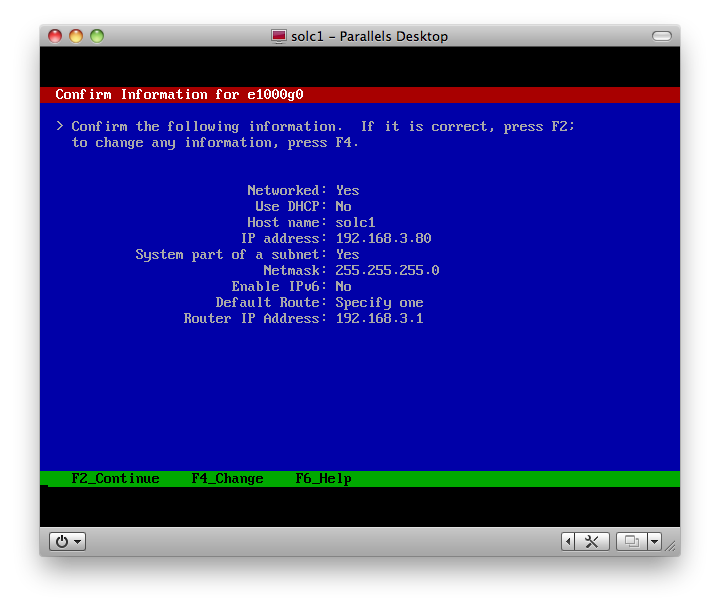 solc1 – Parallels Desktop
Confirm Information for e1000g0
> Confirm the following information.  If it is correct, press F2;
to change any information, press F4.
Networked: Yes
Use DHCP: No
Host name: solc1
IP address: 192.168.3.80
System part of a subnet: Yes
Netmask: 255.255.255.0
Enable IPv6: No
Default Route: Specify one
Router IP Address: 192.168.3.1
F2_Continue    F4_Change    F6_Help